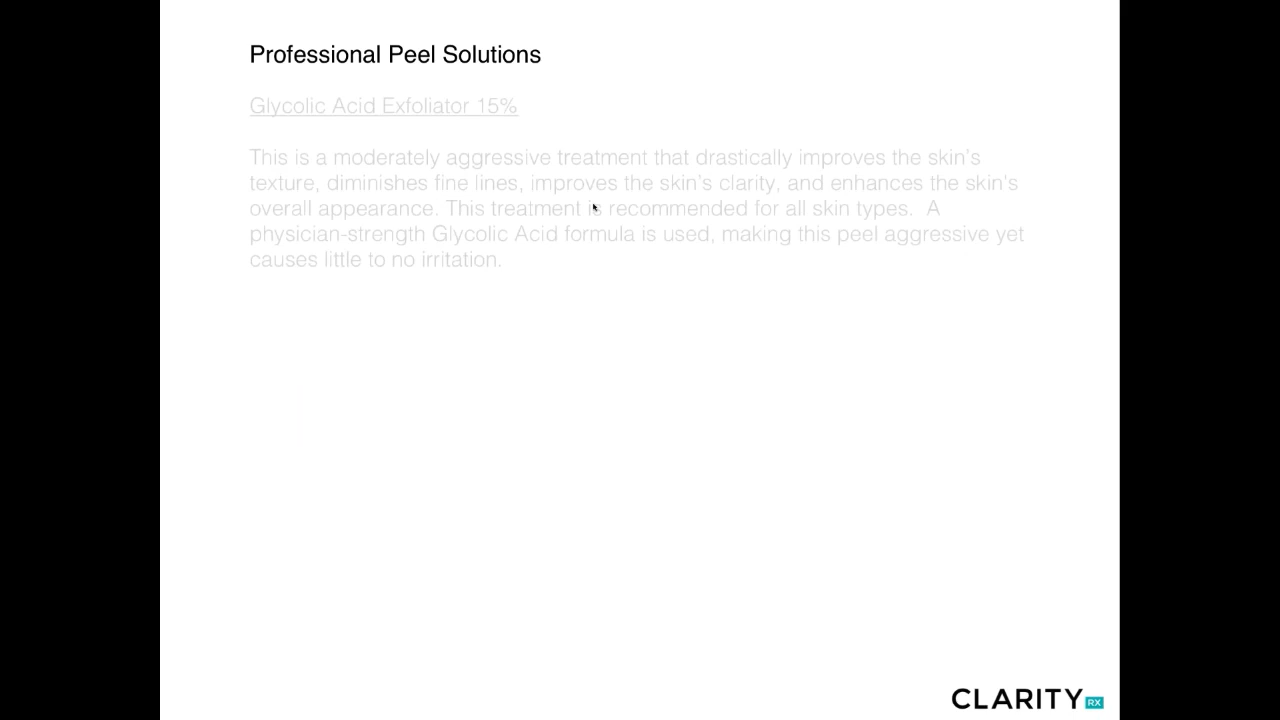 Professional Peel Solutions
Glycolic Acid Exfoliator 15%
This is a moderately aggressive treatment that drastically improves the skin's
texture, diminishes fine lines, improves the skin's clarity, and enhances the skin's
overall appearance. This treatment is recommended for all skin types. A
physician-strength Glycolic Acid formula is used, making this peel aggressive yet
causes little to no irritation.
CLARITY RX